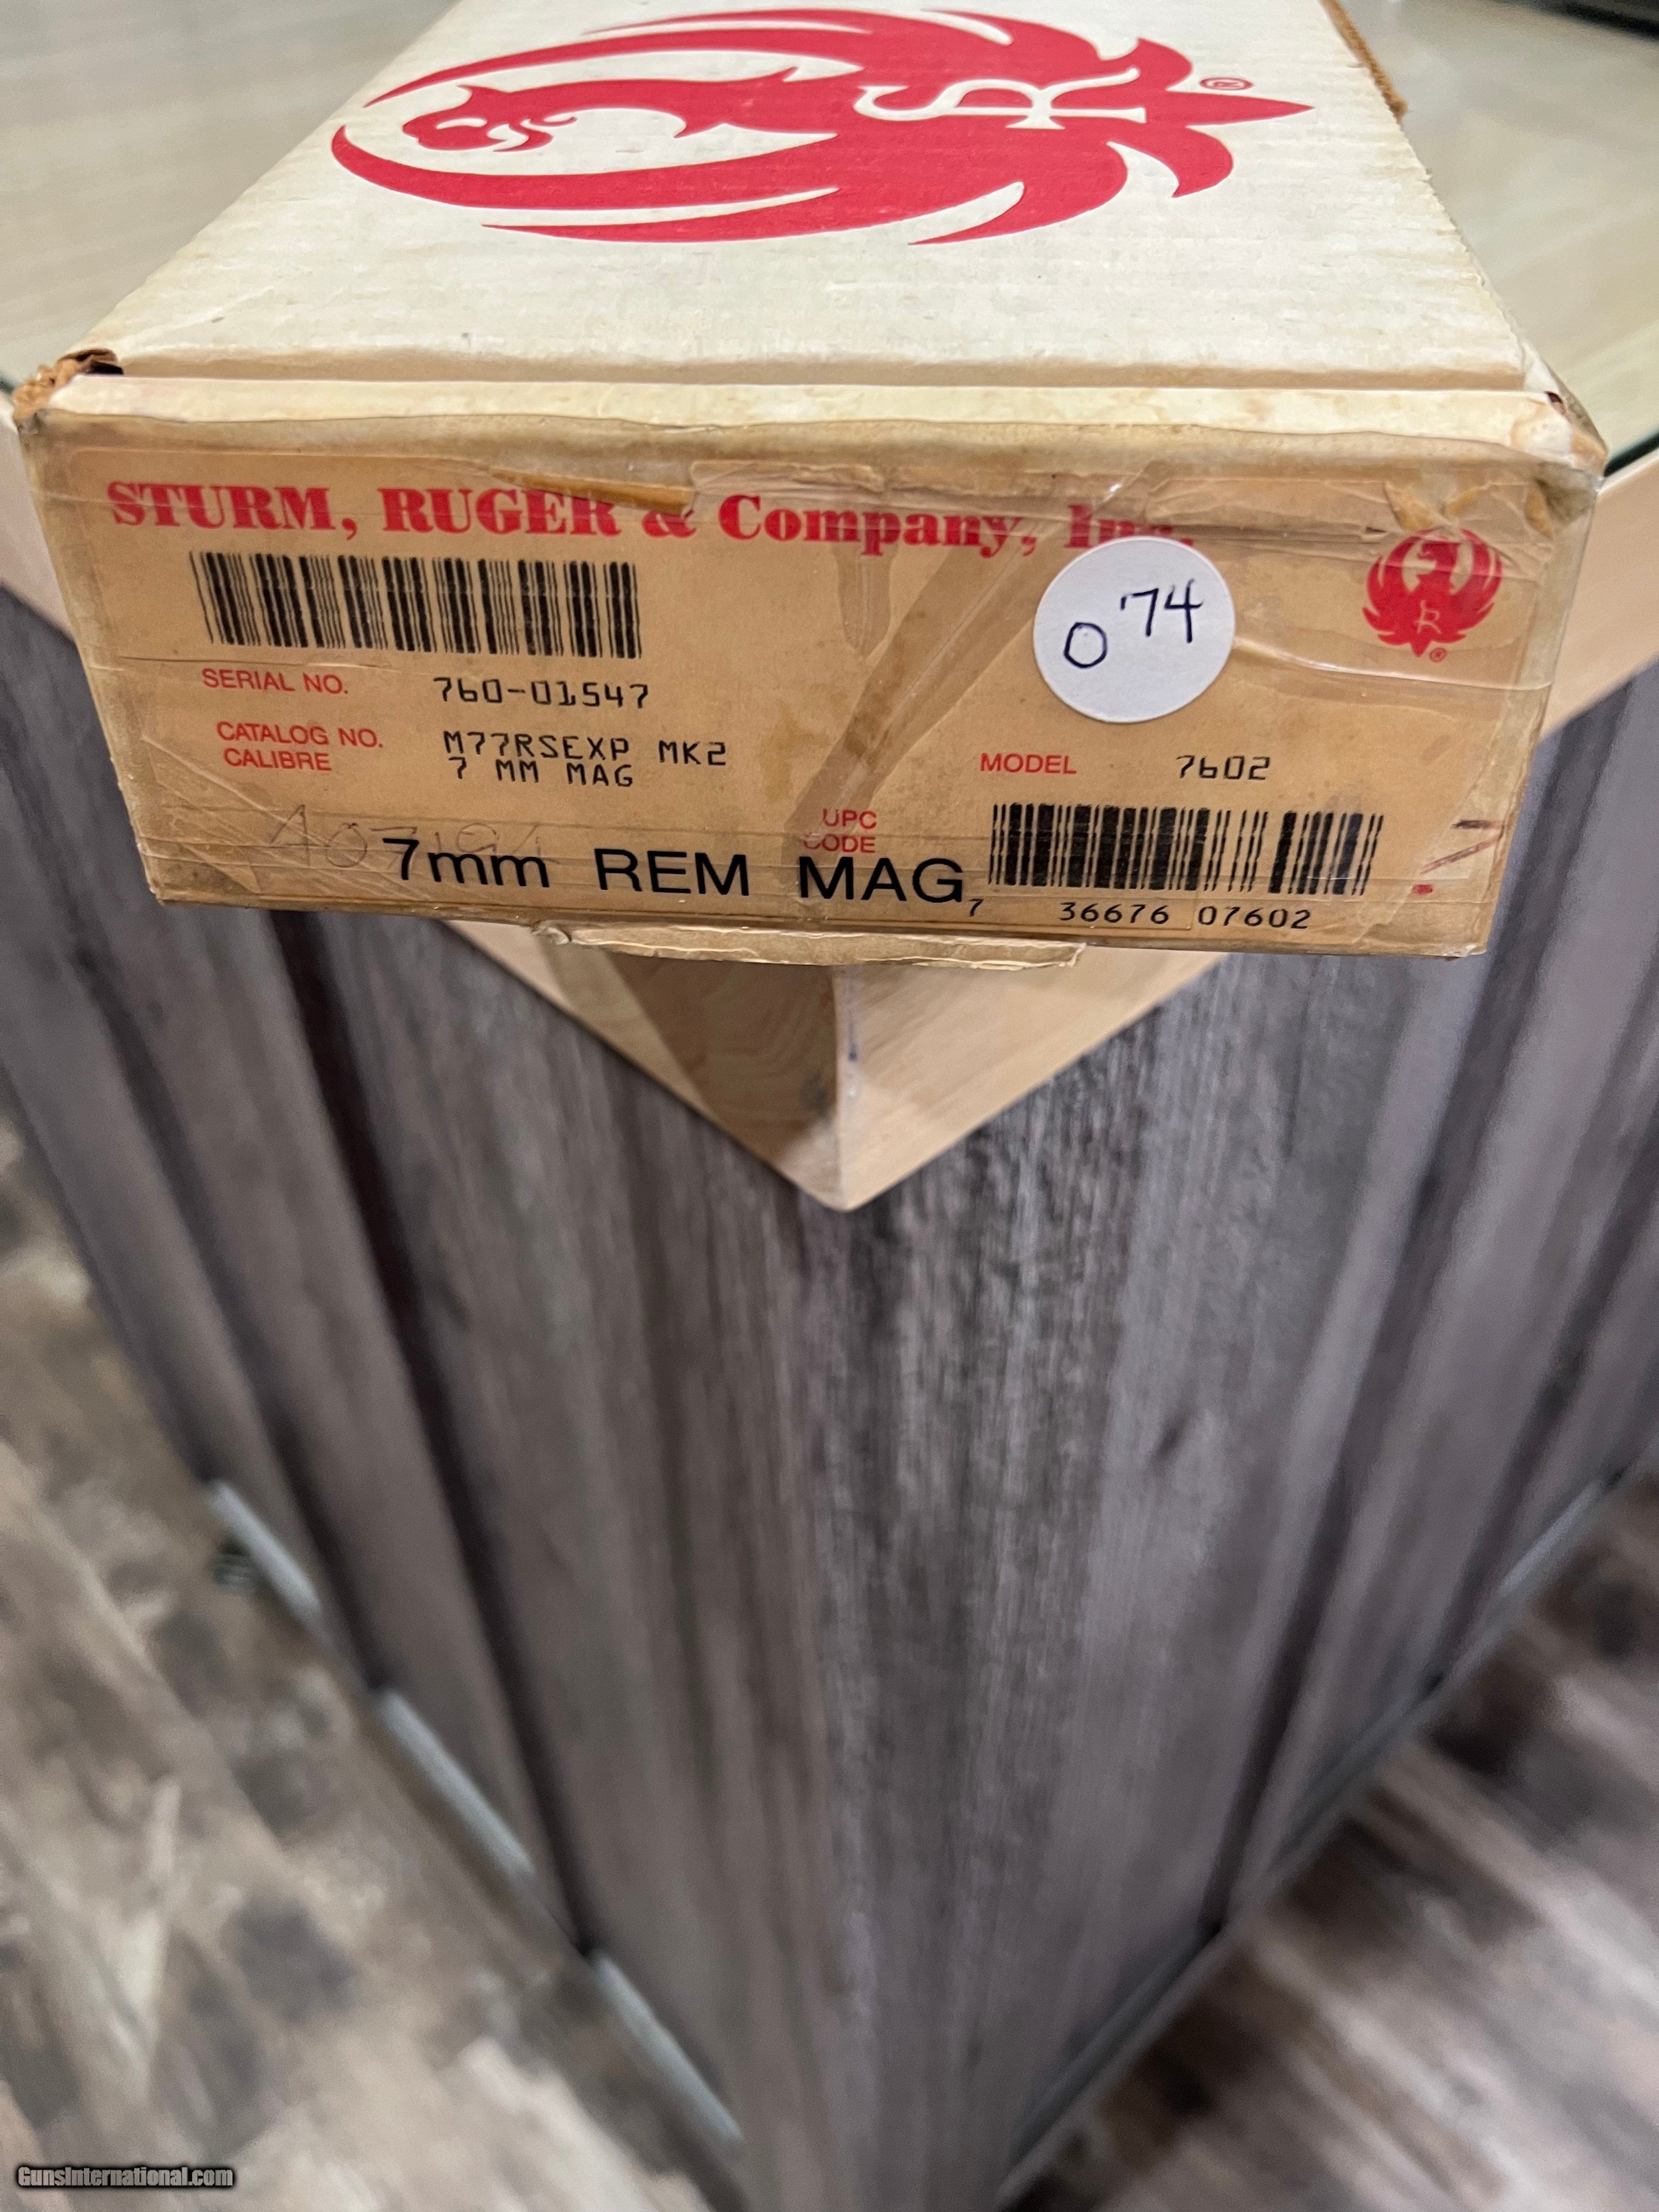 SR
®
STURM, RUGER & Company, Inc.
074
R
®
SERIAL NO. 760-01547
CATALOG NO. M77RSEXP MK2
CALIBRE 7 MM MAG
MODEL 7602
UPC
CODE
7mm REM MAG
7 36676 07602
GunsInternational.com